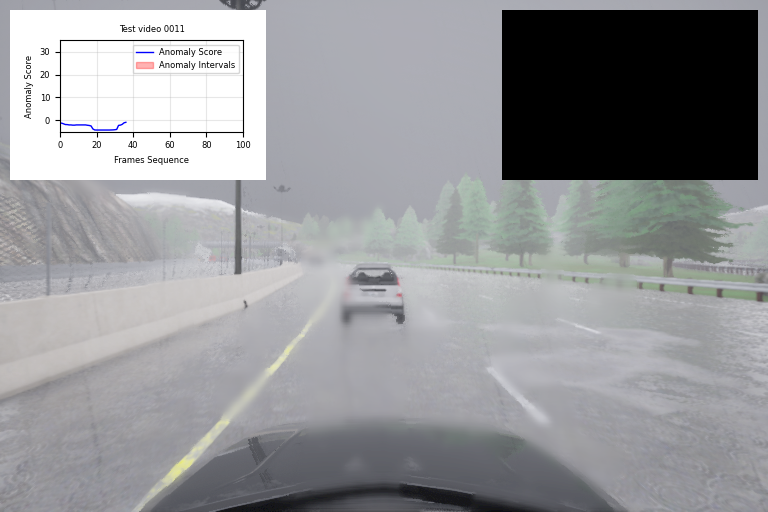 Test video 0011
Anomaly Score
Anomaly Intervals
Anomaly Score
30
20
10
0
0 20 40 60 80 100
Frames Sequence